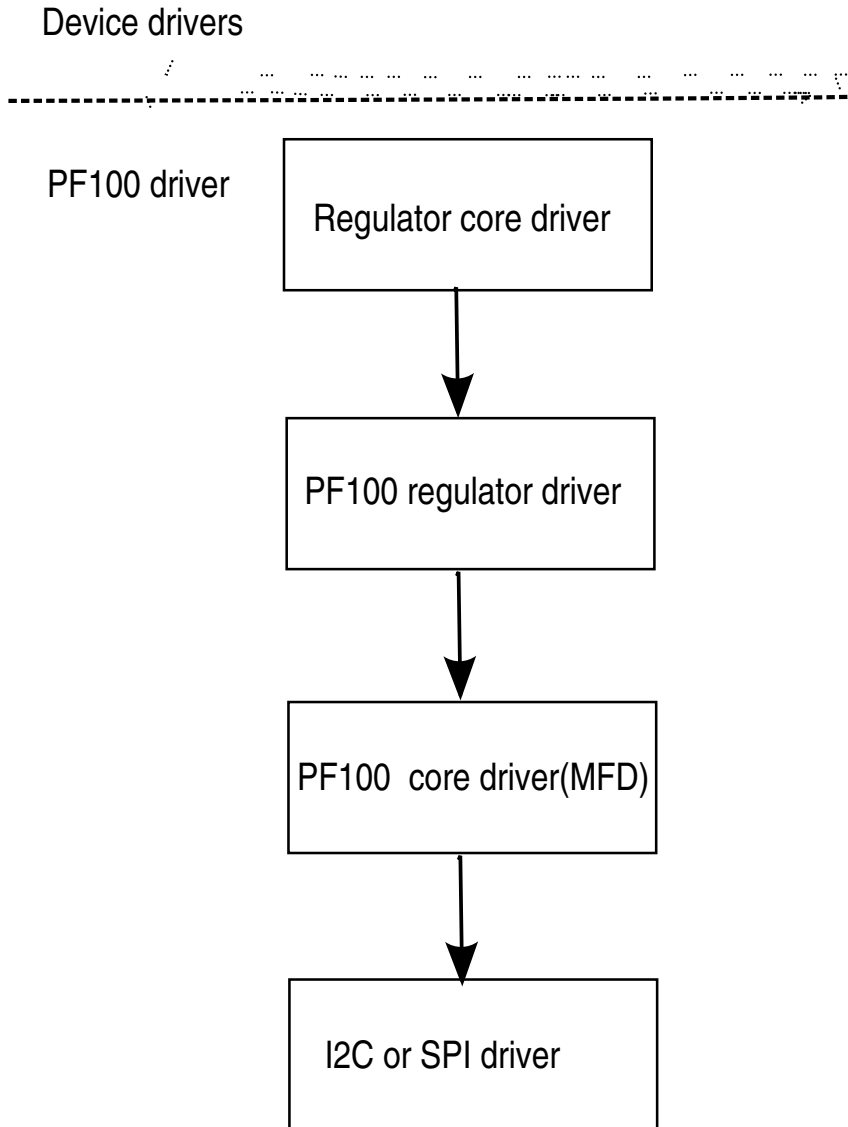 Device drivers
PF100 driver
Regulator core driver
PF100 regulator driver
PF100 core driver(MFD)
I2C or SPI driver